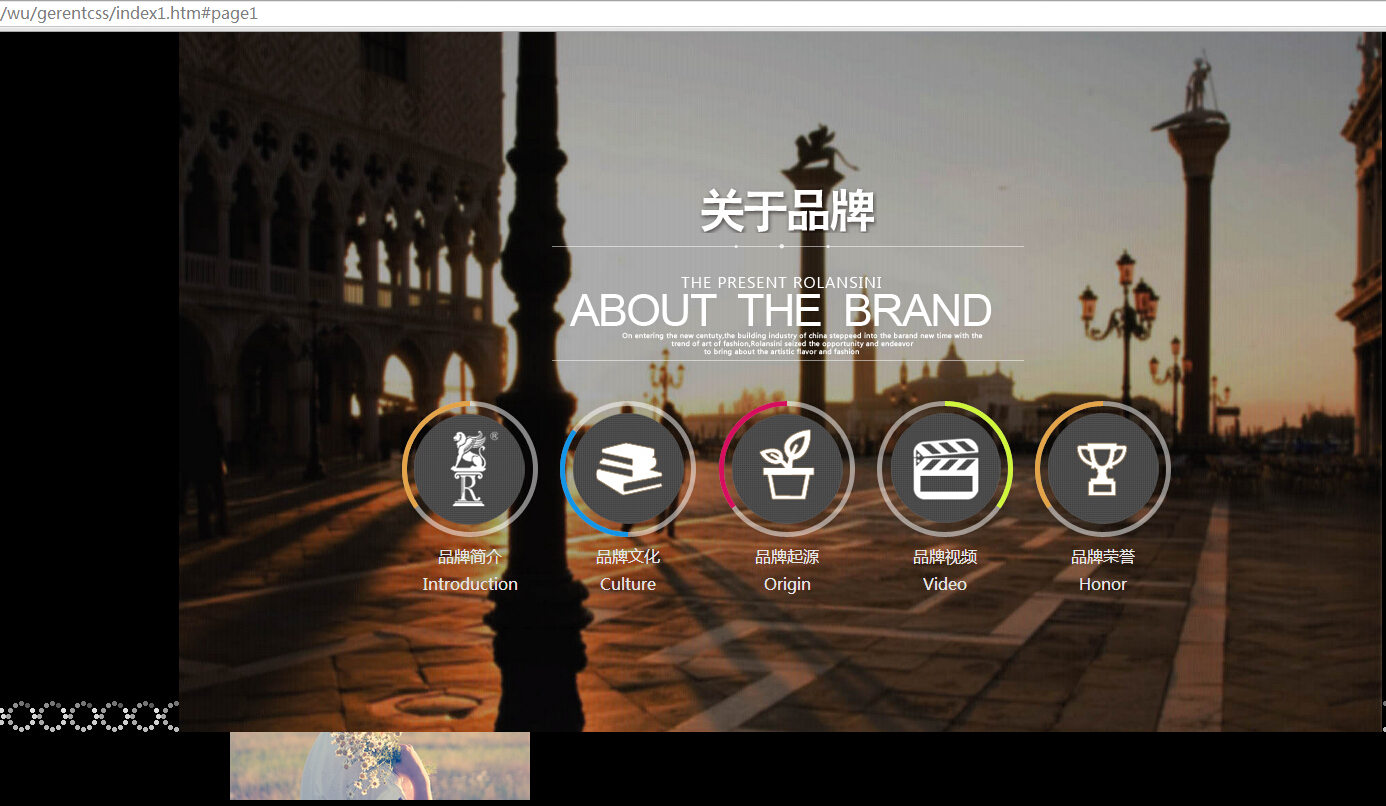 /wu/gerentcss/index1.htm#page1
关于品牌
THE PRESENT ROLANSINI
ABOUT THE BRAND
On entering the new centuty,the building industry of china steppeed into the barand new time with the
trend of art of fashion,Rolansini seized the opportunity and endeavor
to bring about the artistic flavor and fashion
®
R
品牌简介
Introduction
品牌文化
Culture
品牌起源
Origin
品牌视频
Video
品牌荣誉
Honor